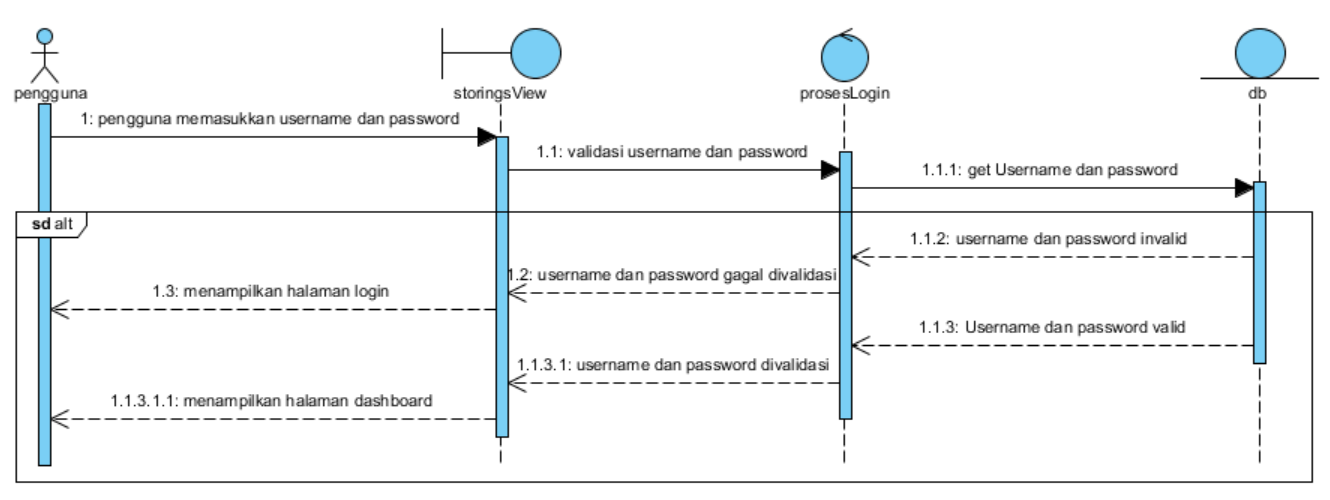 pengguna
storingsView
prosesLogin
db
1: pengguna memasukkan username dan password
1.1: validasi username dan password
1.1.1: get Username dan password
sd alt
1.1.2: username dan password invalid
1.2: username dan password gagal divalidasi
1.3: menampilkan halaman login
1.1.3: Username dan password valid
1.1.3.1: username dan password divalidasi
1.1.3.1.1: menampilkan halaman dashboard